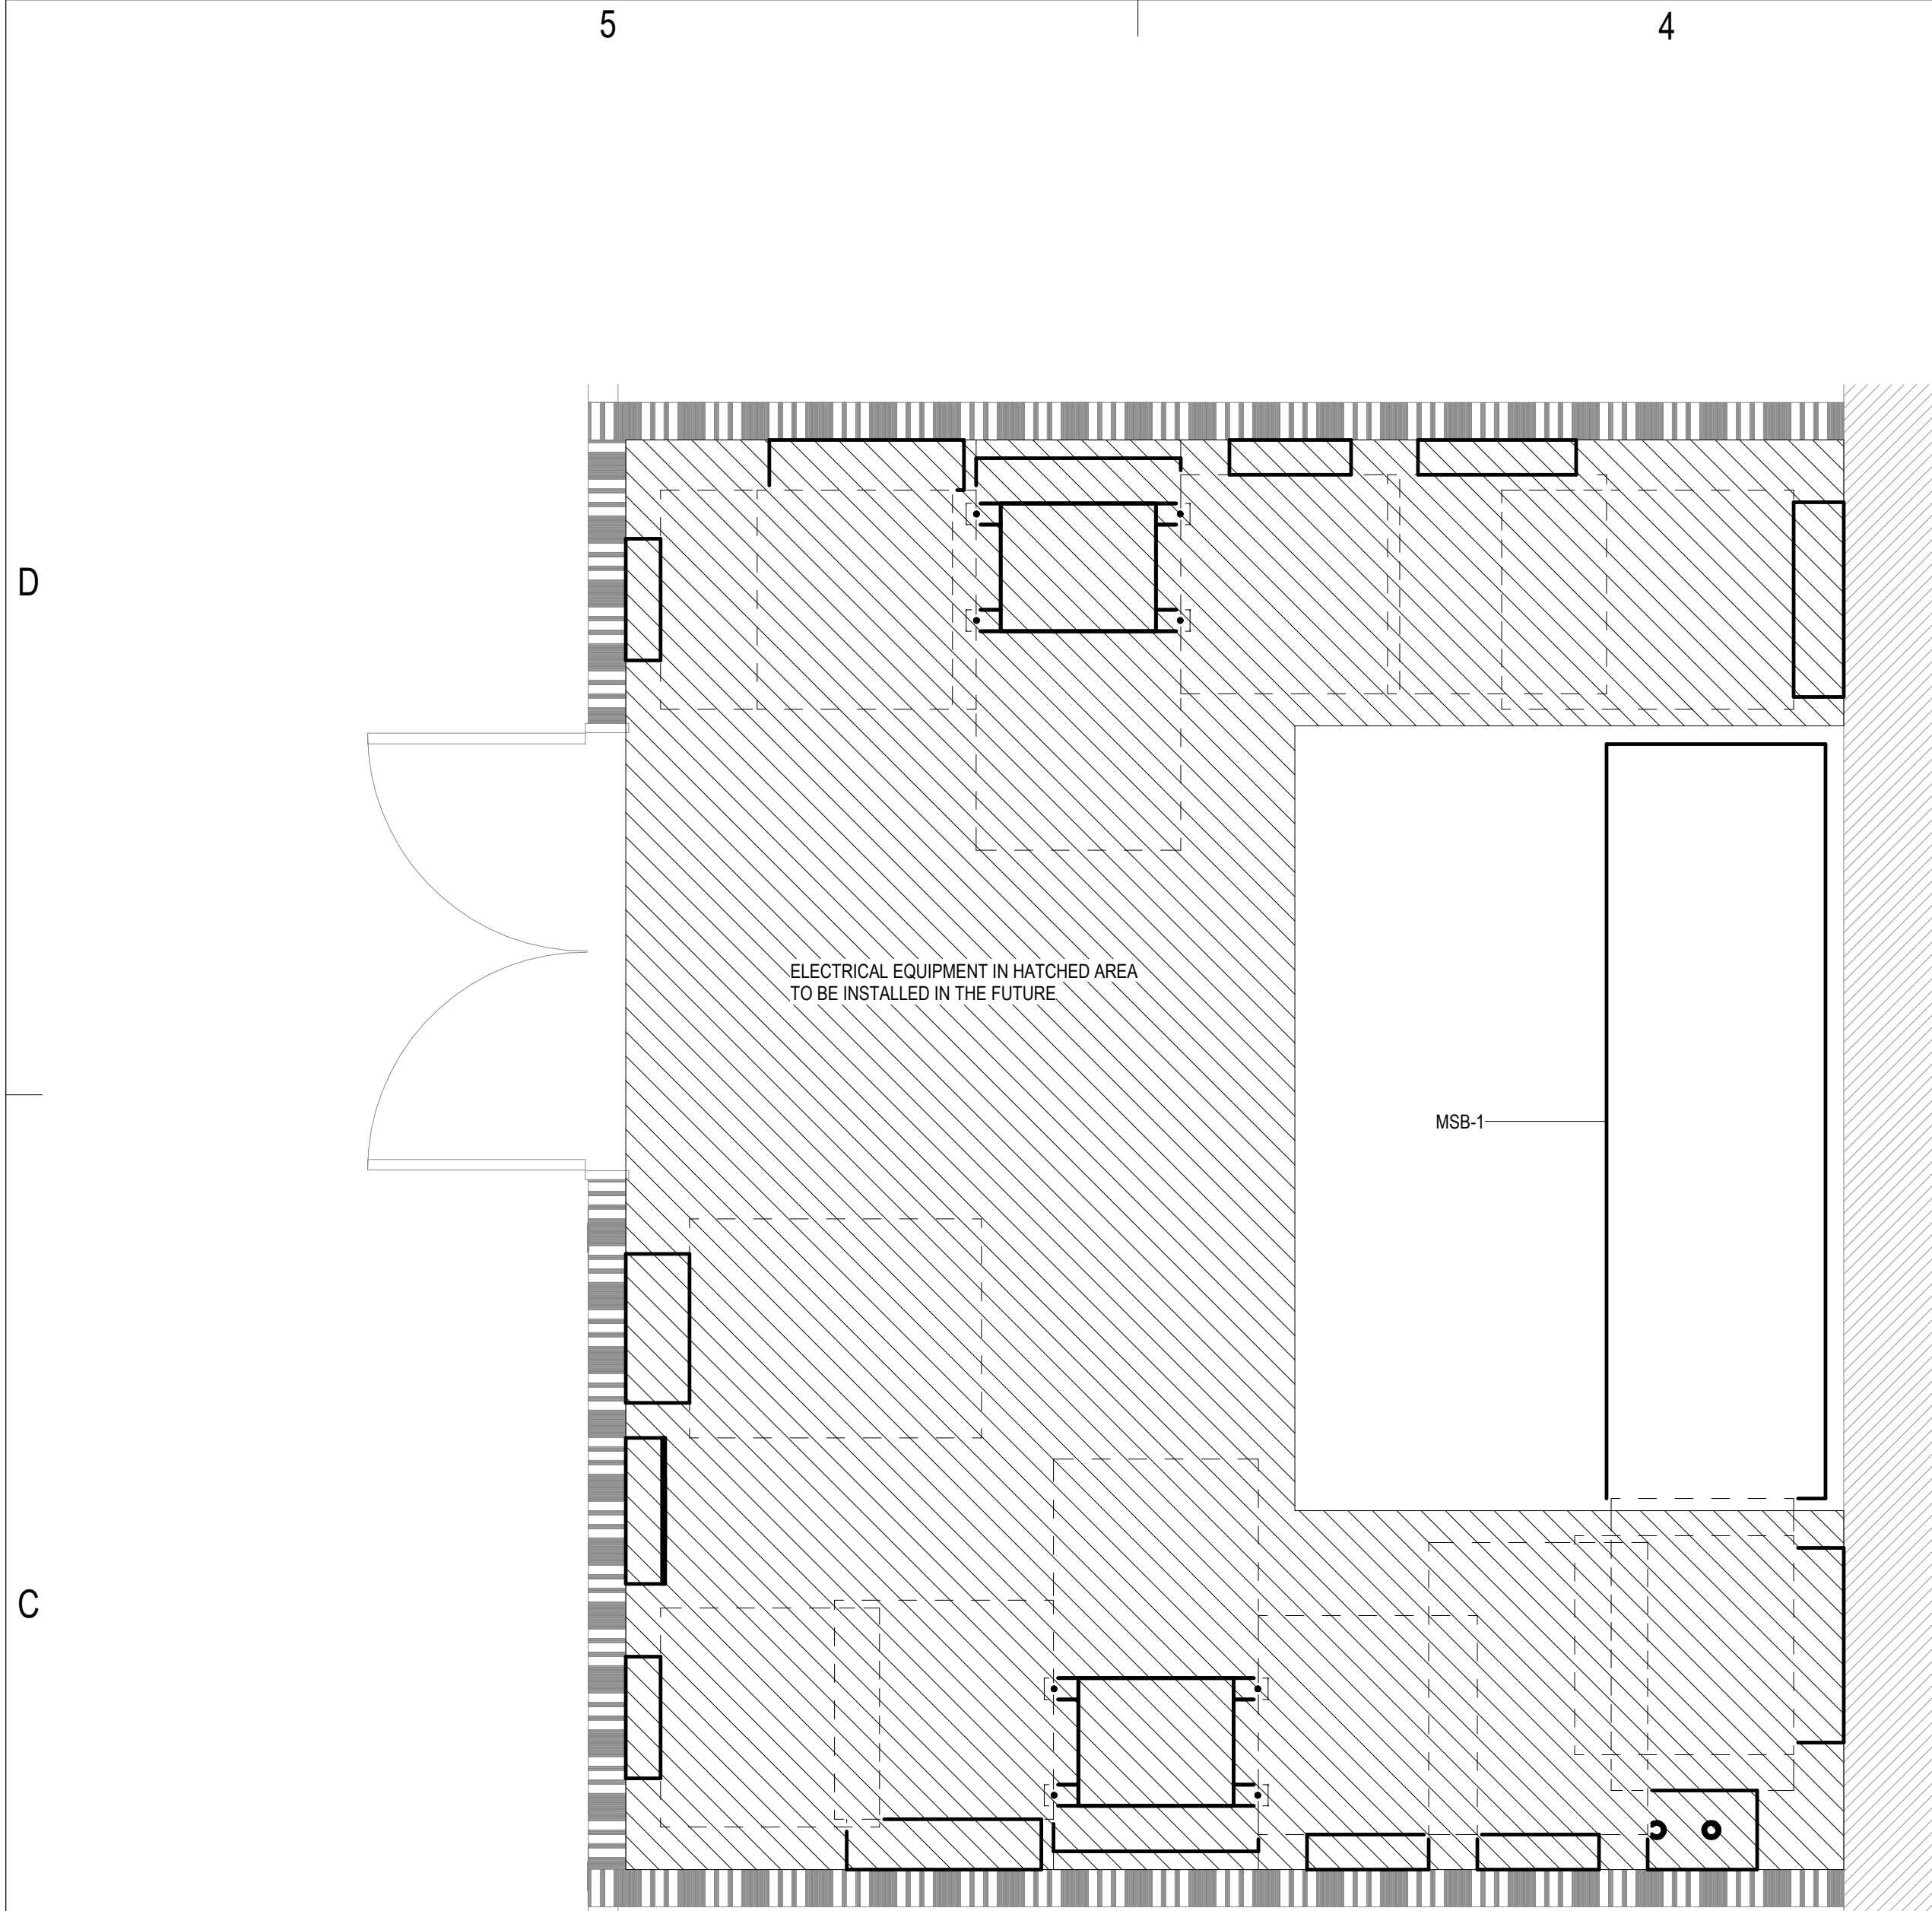 5
4
D
ELECTRICAL EQUIPMENT IN HATCHED AREA
TO BE INSTALLED IN THE FUTURE
MSB-1
C